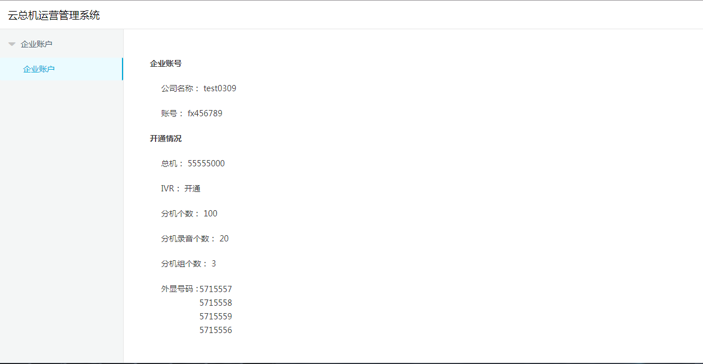 云总机运营管理系统
企业账户
企业账户
企业账号
公司名称： test0309
账号： fx456789
开通情况
总机： 55555000
IVR： 开通
分机个数： 100
分机录音个数： 20
分机组个数： 3
外显号码：5715557
5715558
5715559
5715556